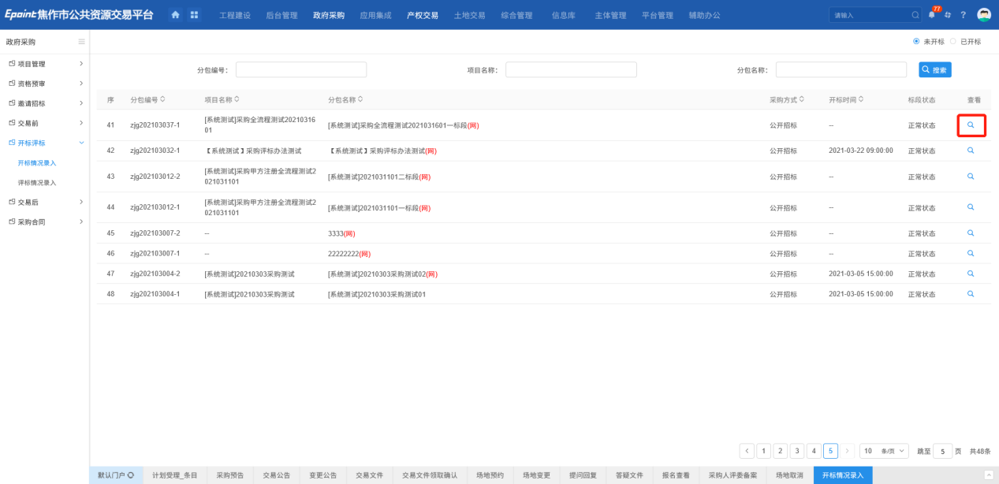 Epoint焦作市公共资源交易平台 工程建设 后台管理 政府采购 应用集成 产权交易 土地交易 综合管理 信息库 主体管理 平台管理 辅助办公 请输入 77 ?
政府采购 未开标 已开标
项目管理
资格预审
邀请招标
交易前
开标评标
开标情况录入
评标情况录入
交易后
采购合同
分包编号: 项目名称: 分包名称: 搜索
序 分包编号 项目名称 分包名称 采购方式 开标时间 标段状态 查看
41 zjg202103037-1 [系统测试]采购全流程测试20210316
01 [系统测试]采购全流程测试2021031601一标段(网) 公开招标 -- 正常状态
42 zjg202103032-1 【系统测试】采购评标办法测试 【系统测试】采购评标办法测试(网) 公开招标 2021-03-22 09:00:00 正常状态
43 zjg202103012-2 [系统测试]采购甲方注册全流程测试2
021031101 [系统测试]2021031101二标段(网) 公开招标 -- 正常状态
44 zjg202103012-1 [系统测试]采购甲方注册全流程测试2
021031101 [系统测试]2021031101一标段(网) 公开招标 -- 正常状态
45 zjg202103007-2 -- 3333(网) 公开招标 -- 正常状态
46 zjg202103007-1 -- 22222222(网) 公开招标 -- 正常状态
47 zjg202103004-2 [系统测试]20210303采购测试 [系统测试]20210303采购测试02(网) 公开招标 2021-03-05 15:00:00 正常状态
48 zjg202103004-1 [系统测试]20210303采购测试 [系统测试]20210303采购测试01 公开招标 2021-03-05 15:00:00 正常状态
1 2 3 4 5 10 条/页 跳至 5 页 共48条
默认门户 计划受理_条目 采购预告 交易公告 变更公告 交易文件 交易文件领取确认 场地预约 场地变更 提问回复 答疑文件 报名查看 采购人评委备案 场地取消 开标情况录入